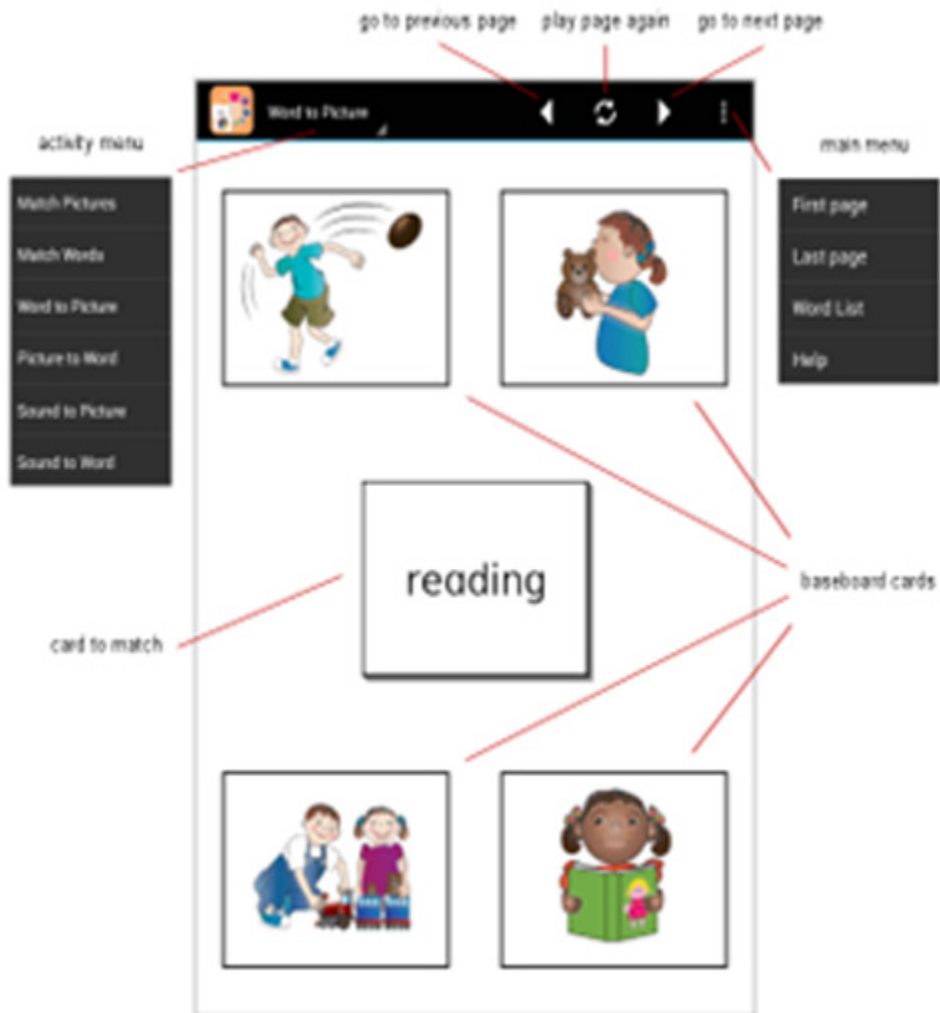 go to previous page play page again go to next page
Word to Picture
activity menu
main menu
Match Pictures
Match Words
Word to Picture
Picture to Word
Sound to Picture
Sound to Word
First page
Last page
Word List
Help
reading
baseboard cards
card to match